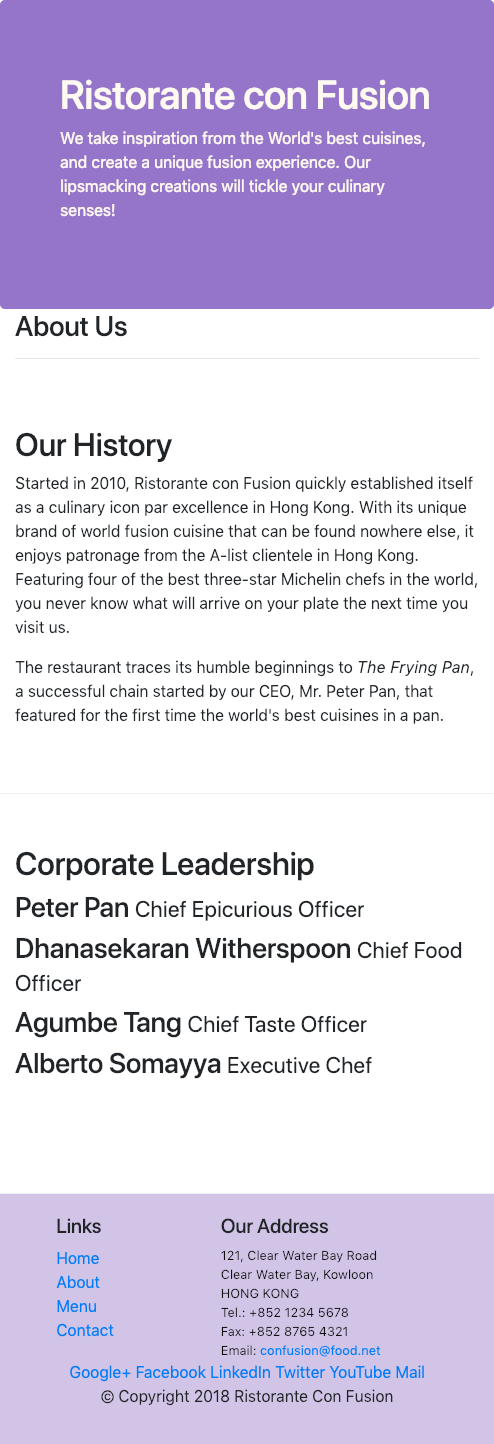 Ristorante con Fusion
We take inspiration from the World's best cuisines,
and create a unique fusion experience. Our
lipsmacking creations will tickle your culinary
senses!
About Us
Our History
Started in 2010, Ristorante con Fusion quickly established itself
as a culinary icon par excellence in Hong Kong. With its unique
brand of world fusion cuisine that can be found nowhere else, it
enjoys patronage from the A-list clientele in Hong Kong.
Featuring four of the best three-star Michelin chefs in the world,
you never know what will arrive on your plate the next time you
visit us.
The restaurant traces its humble beginnings to The Frying Pan,
a successful chain started by our CEO, Mr. Peter Pan, that
featured for the first time the world's best cuisines in a pan.
Corporate Leadership
Peter Pan Chief Epicurious Officer
Dhanasekaran Witherspoon Chief Food
Officer
Agumbe Tang Chief Taste Officer
Alberto Somayya Executive Chef
Links
Home
About
Menu
Contact
Our Address
121, Clear Water Bay Road
Clear Water Bay, Kowloon
HONG KONG
Tel.: +852 1234 5678
Fax: +852 8765 4321
Email: confusion@food.net
Google+ Facebook LinkedIn Twitter YouTube Mail
© Copyright 2018 Ristorante Con Fusion